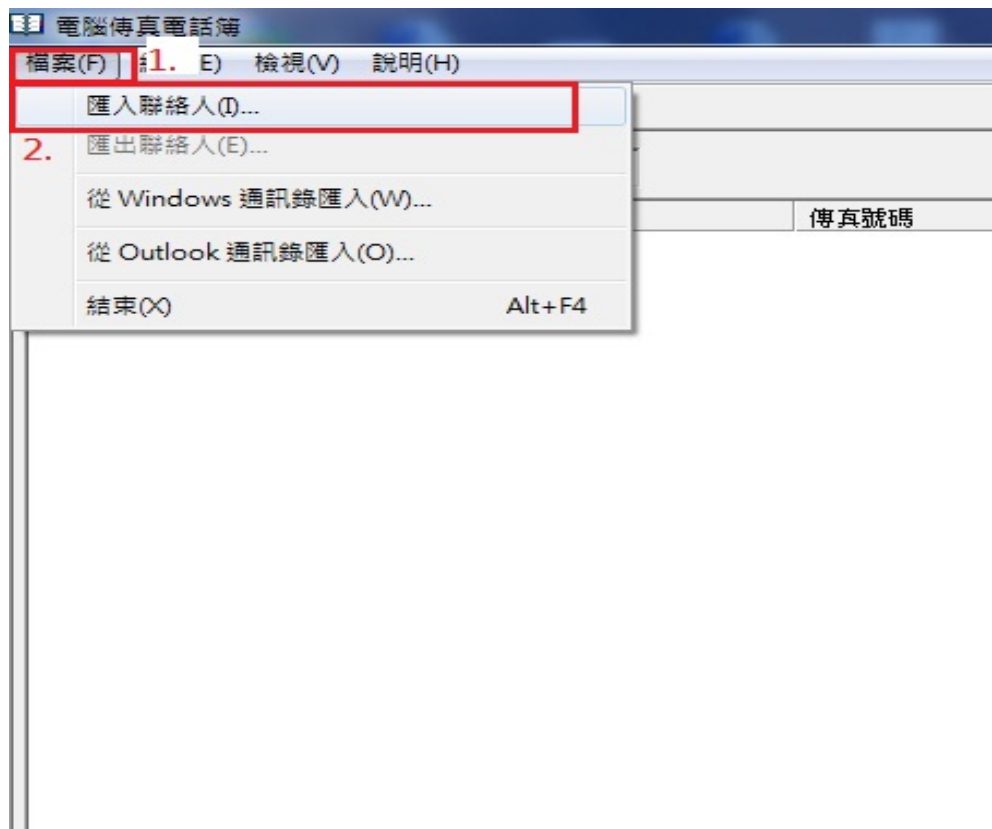 電腦傳真電話簿
檔案(F) 1. E) 檢視(V) 說明(H)
匯入聯絡人(I)...
2. 匯出聯絡人(E)...
從 Windows 通訊錄匯入(W)...
傳真號碼
從 Outlook 通訊錄匯入(O)...
結束(X) Alt+F4